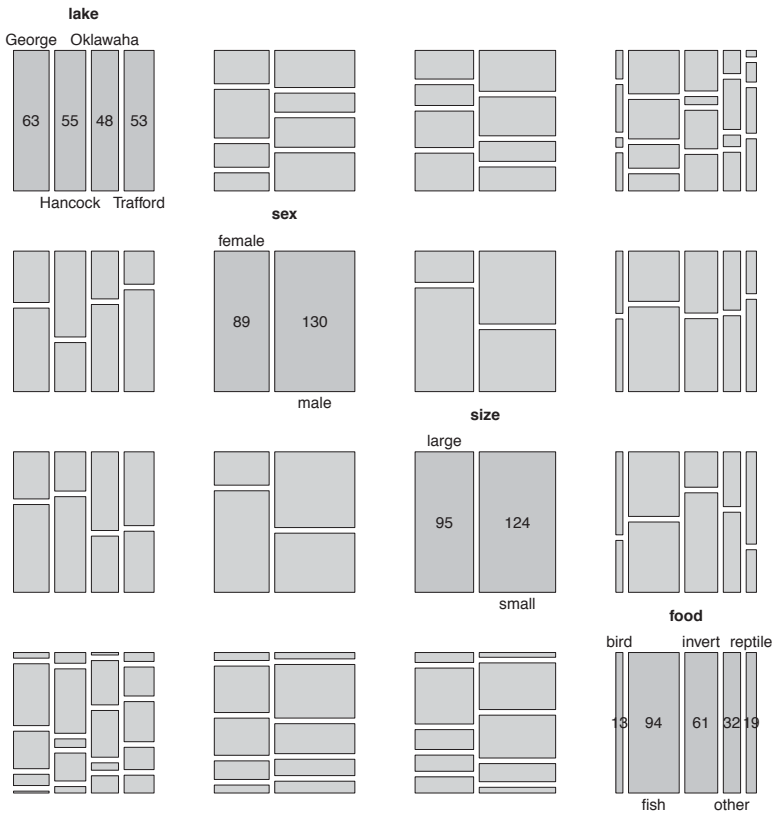 lake
George Oklawaha
63 55 48 53
Hancock Trafford
sex
female
89 130
male
size
large
95 124
small
food
bird invert reptile
13 94 61 32 19
fish other